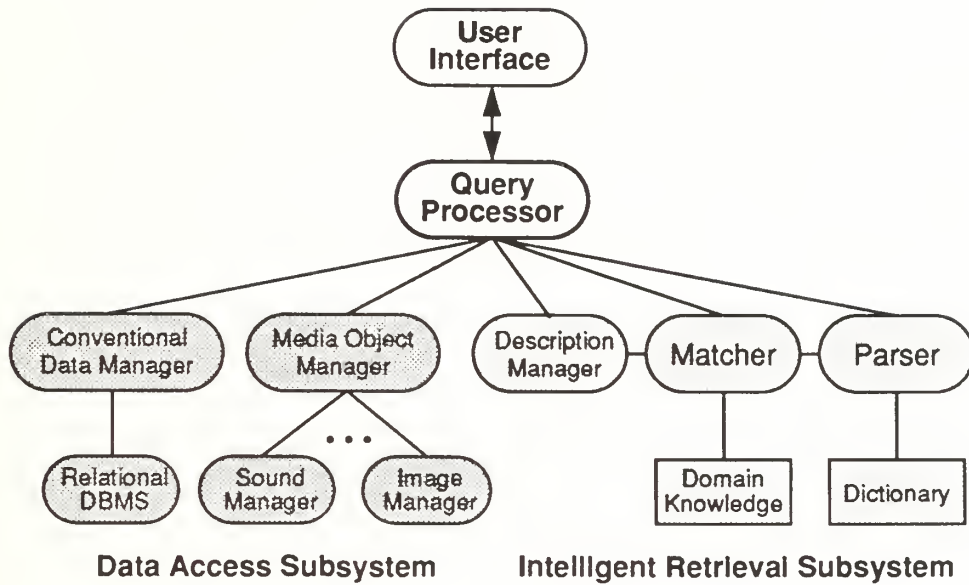 User
Interface
Query
Processor
Conventional
Data Manager
Media Object
Manager
Description
Manager
Matcher
Parser
Relational
DBMS
Sound
Manager
• • •
Image
Manager
Domain
Knowledge
Dictionary
Data Access Subsystem
Intelligent Retrieval Subsystem